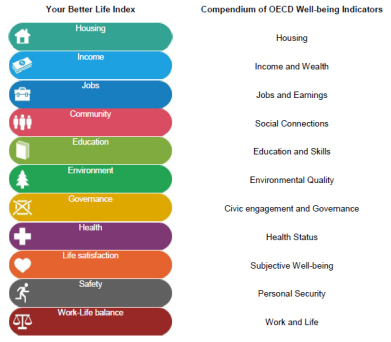 Your Better Life Index Compendium of OECD Well-being Indicators
Housing Housing
Income Income and Wealth
Jobs Jobs and Earnings
Community Social Connections
Education Education and Skills
Environment Environmental Quality
Governance Civic engagement and Governance
Health Health Status
Life satisfaction Subjective Well-being
Safety Personal Security
Work-Life balance Work and Life